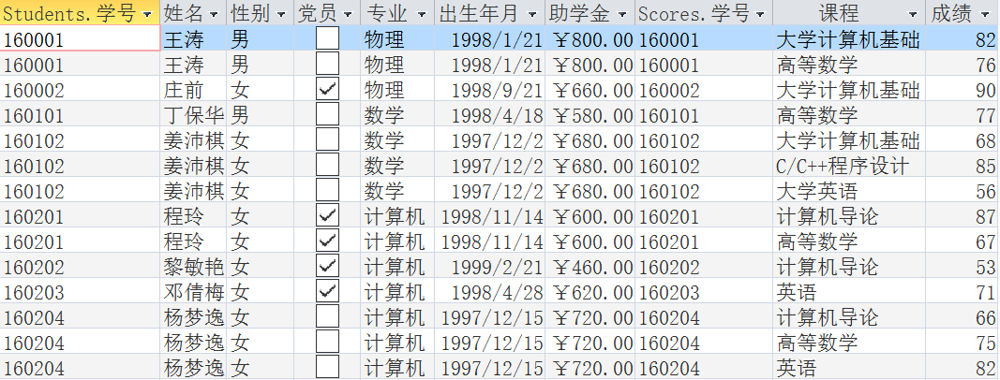 Students.学号 姓名 性别 党员 专业 出生年月 助学金 Scores.学号 课程 成绩
160001 王涛 男 物理 1998/1/21 ￥800.00 160001 大学计算机基础 82
160001 王涛 男 物理 1998/1/21 ￥800.00 160001 高等数学 76
160002 庄前 女 物理 1998/9/21 ￥660.00 160002 大学计算机基础 90
160101 丁保华 男 数学 1998/4/18 ￥580.00 160101 高等数学 77
160102 姜沛棋 女 数学 1997/12/2 ￥680.00 160102 大学计算机基础 68
160102 姜沛棋 女 数学 1997/12/2 ￥680.00 160102 C/C++程序设计 85
160102 姜沛棋 女 数学 1997/12/2 ￥680.00 160102 大学英语 56
160201 程玲 女 计算机 1998/11/14 ￥600.00 160201 计算机导论 87
160201 程玲 女 计算机 1998/11/14 ￥600.00 160201 高等数学 67
160202 黎敏艳 女 计算机 1999/2/21 ￥460.00 160202 计算机导论 53
160203 邓倩梅 女 计算机 1998/4/28 ￥620.00 160203 英语 71
160204 杨梦逸 女 计算机 1997/12/15 ￥720.00 160204 计算机导论 66
160204 杨梦逸 女 计算机 1997/12/15 ￥720.00 160204 高等数学 75
160204 杨梦逸 女 计算机 1997/12/15 ￥720.00 160204 英语 82